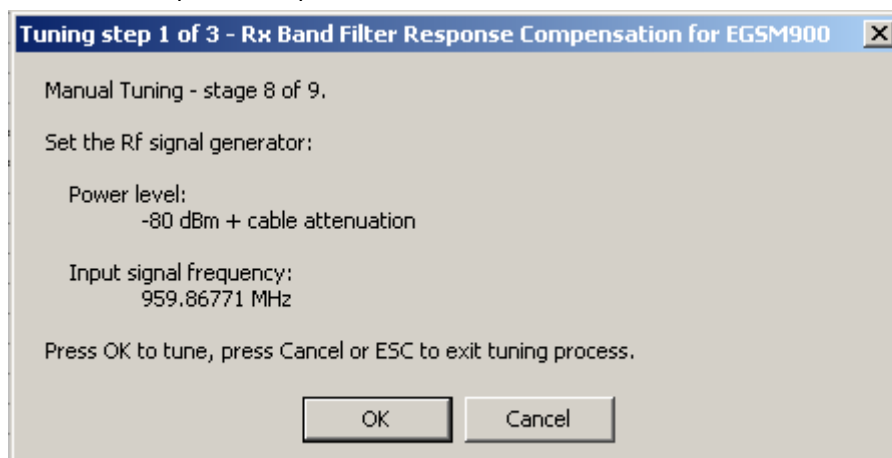 Tuning step 1 of 3 - Rx Band Filter Response Compensation for EGSM900
Manual Tuning - stage 8 of 9.
Set the Rf signal generator:
Power level:
-80 dBm + cable attenuation
Input signal frequency:
959.86771 MHz
Press OK to tune, press Cancel or ESC to exit tuning process.
OK Cancel